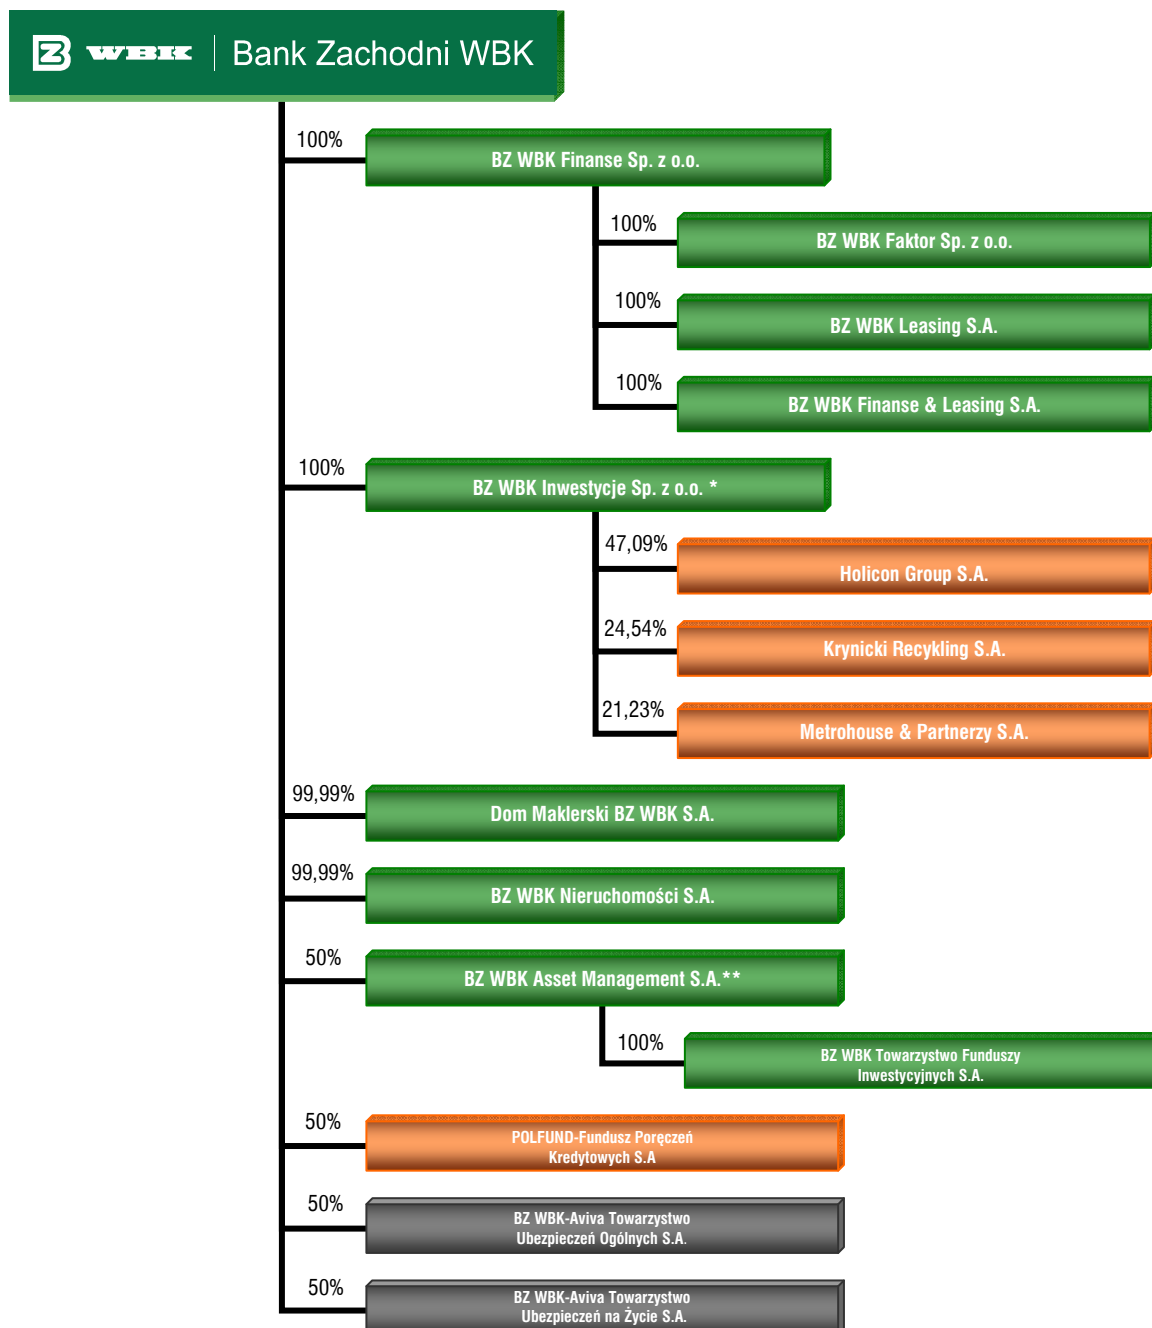 BZ WBK | Bank Zachodni WBK
100%
BZ WBK Finanse Sp. z o.o.
100%
BZ WBK Faktor Sp. z o.o.
100%
BZ WBK Leasing S.A.
100%
BZ WBK Finanse & Leasing S.A.
100%
BZ WBK Inwestycje Sp. z o.o. *
47,09%
Holicon Group S.A.
24,54%
Krynicki Recykling S.A.
21,23%
Metrohouse & Partnerzy S.A.
99,99%
Dom Maklerski BZ WBK S.A.
99,99%
BZ WBK Nieruchomości S.A.
50%
BZ WBK Asset Management S.A.**
100%
BZ WBK Towarzystwo Funduszy
Inwestycyjnych S.A.
50%
POLFUND-Fundusz Poręczeń
Kredytowych S.A
50%
BZ WBK-Aviva Towarzystwo
Ubezpieczeń Ogólnych S.A.
50%
BZ WBK-Aviva Towarzystwo
Ubezpieczeń na Życie S.A.